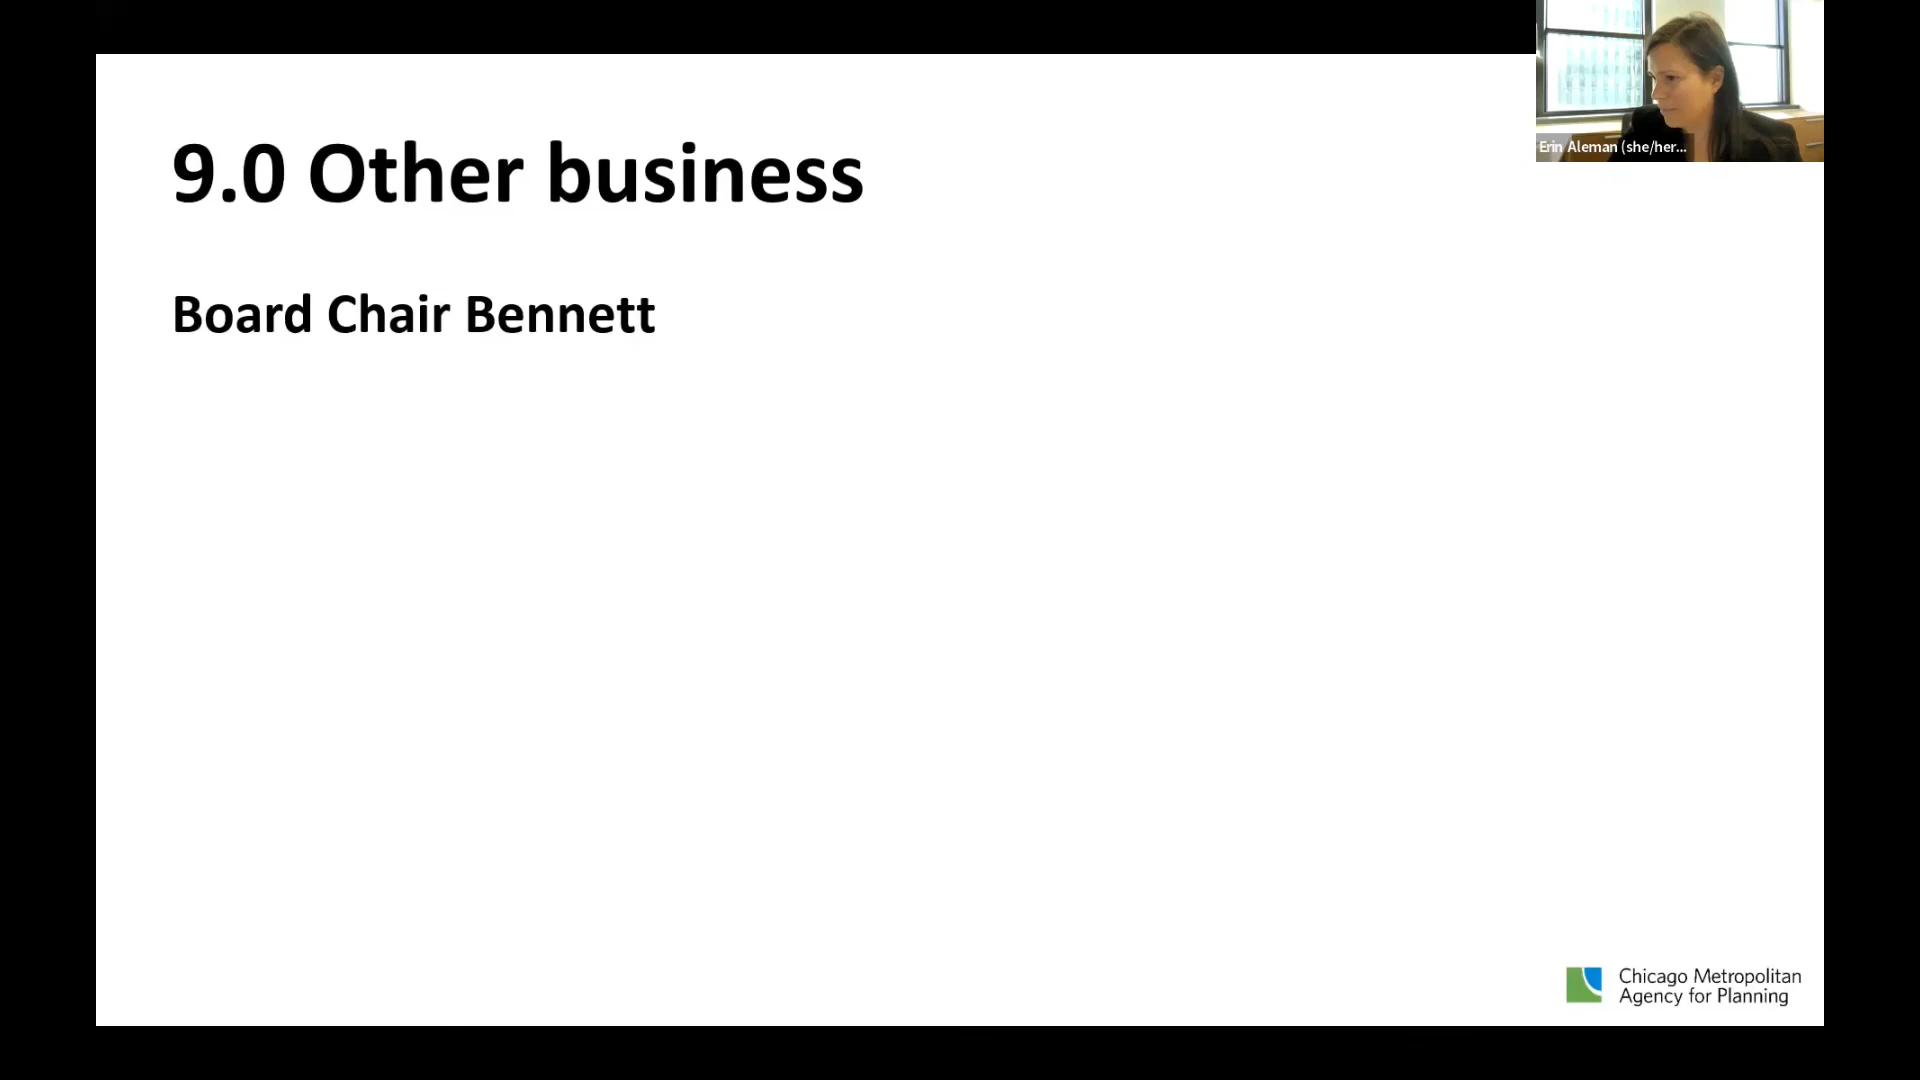 9.0 Other business
Board Chair Bennett
Erin Aleman (she/her...
Chicago Metropolitan
Agency for Planning